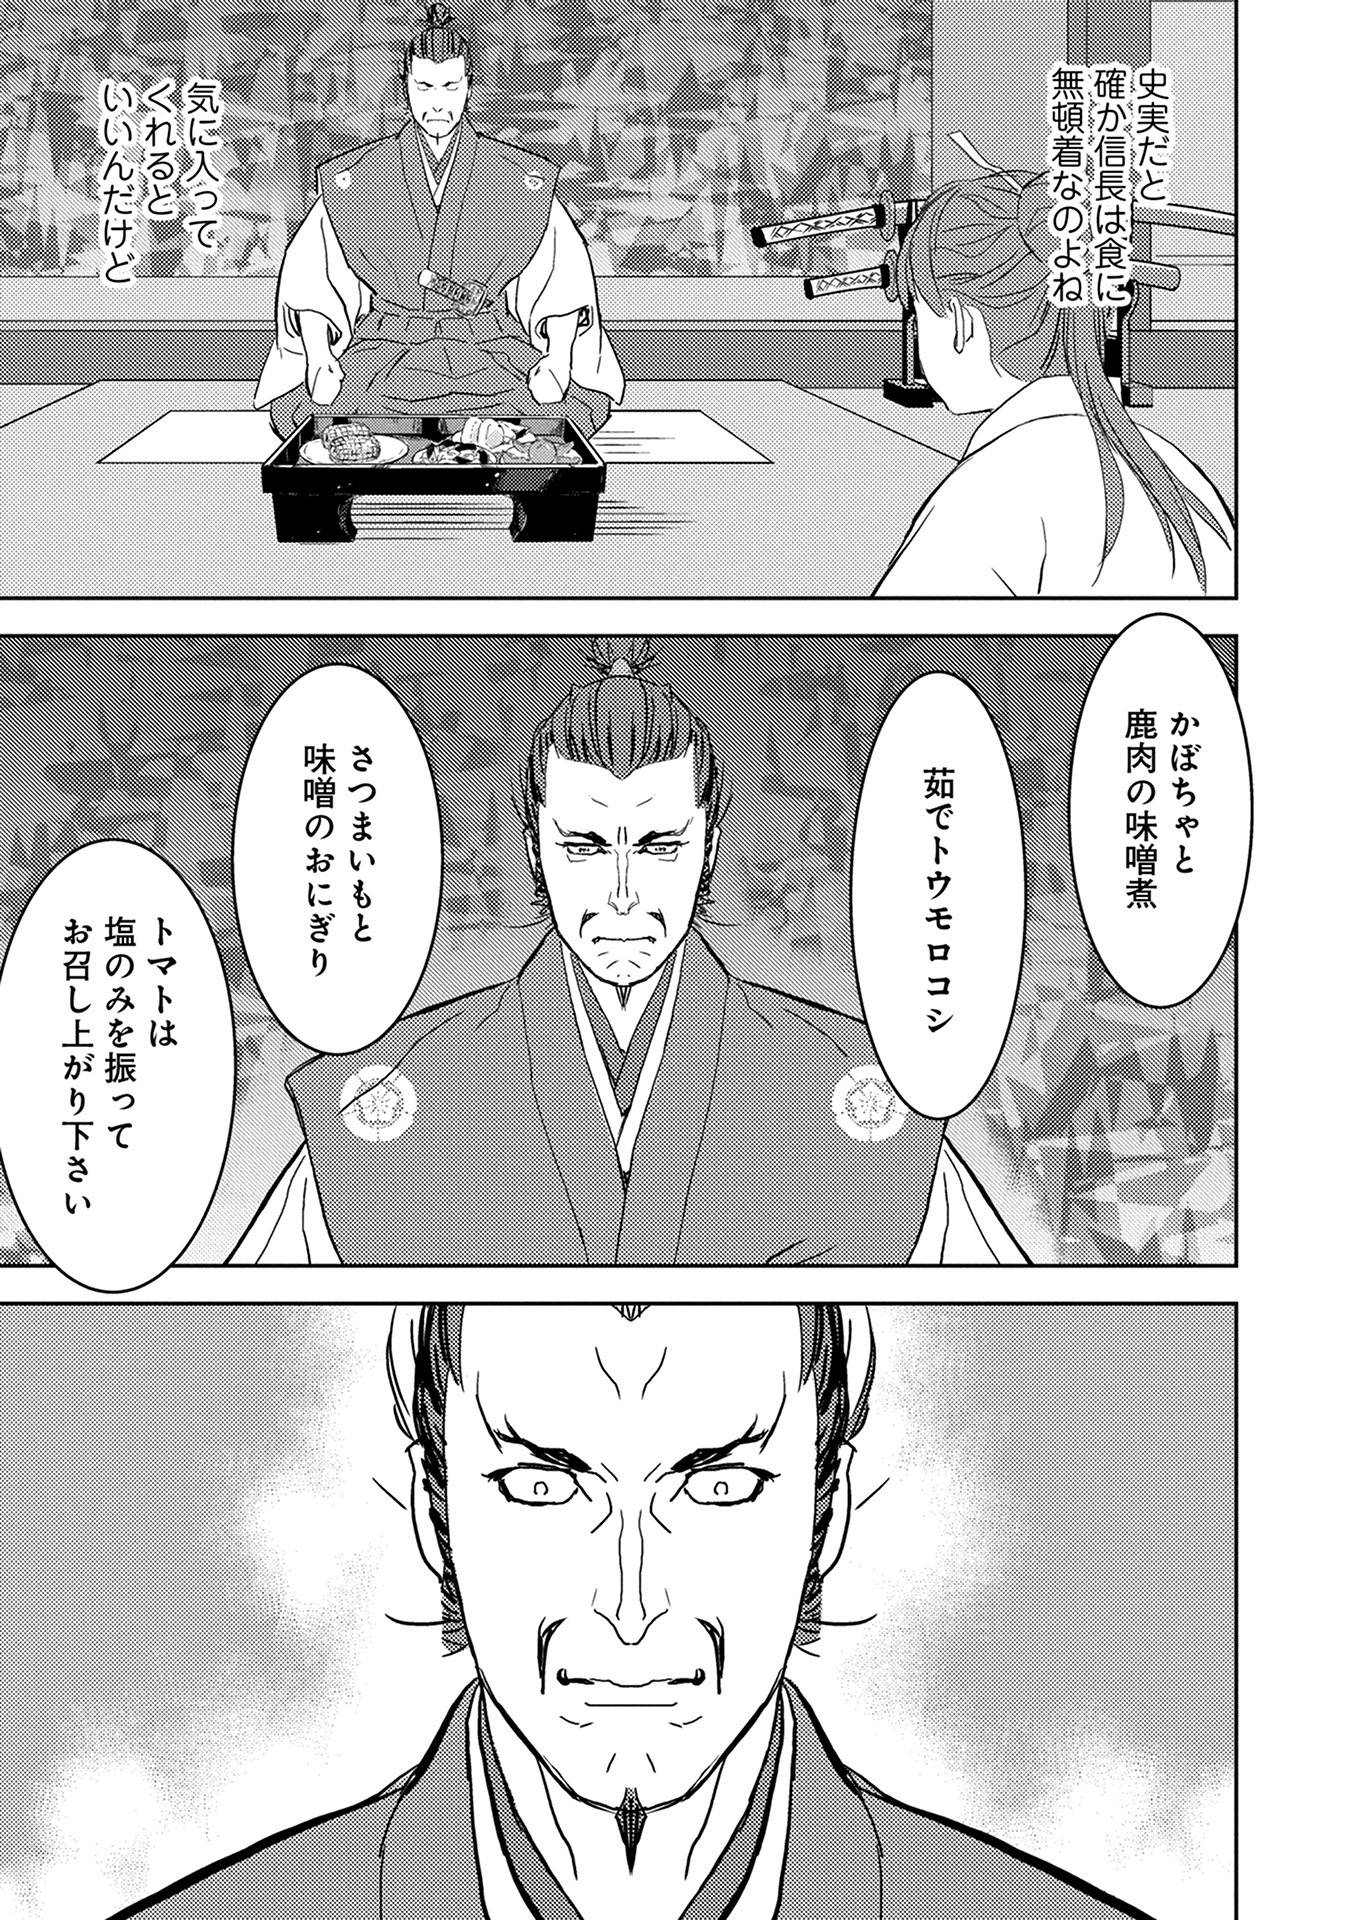 史実だと
確か信長は食に
無頓着なのよね
気に入って
くれると
いいんだけど
かぼちゃと
鹿肉の味噌煮
茹でトウモロコシ
さつまいもと
味噌のおにぎり
トマトは
塩のみを振って
お召し上がり下さい